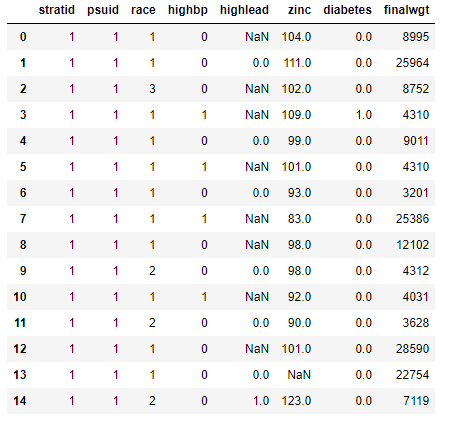 stratid psuid race highbp highlead zinc diabetes finalwgt
0 1 1 1 0 NaN 104.0 0.0 8995
1 1 1 1 0 0.0 111.0 0.0 25964
2 1 1 3 0 NaN 102.0 0.0 8752
3 1 1 1 1 NaN 109.0 1.0 4310
4 1 1 1 0 0.0 99.0 0.0 9011
5 1 1 1 1 NaN 101.0 0.0 4310
6 1 1 1 0 0.0 93.0 0.0 3201
7 1 1 1 1 NaN 83.0 0.0 25386
8 1 1 1 0 NaN 98.0 0.0 12102
9 1 1 2 0 0.0 98.0 0.0 4312
10 1 1 1 1 NaN 92.0 0.0 4031
11 1 1 2 0 0.0 90.0 0.0 3628
12 1 1 1 0 NaN 101.0 0.0 28590
13 1 1 1 0 0.0 NaN 0.0 22754
14 1 1 2 0 1.0 123.0 0.0 7119